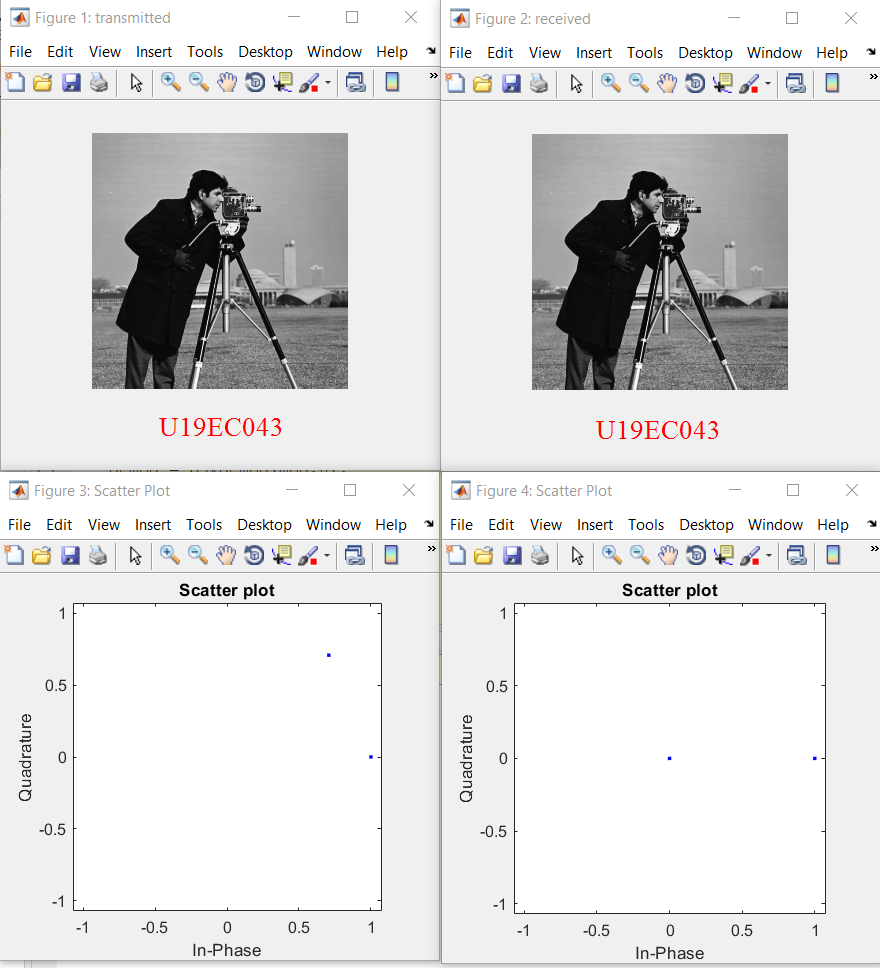 Figure 1: transmitted
File Edit View Insert Tools Desktop Window Help
U19EC043
Figure 2: received
File Edit View Insert Tools Desktop Window Help
U19EC043
Figure 3: Scatter Plot
File Edit View Insert Tools Desktop Window Help
Scatter plot
1
0.5
0
-0.5
-1
Quadrature
-1 -0.5 0 0.5 1
In-Phase
Figure 4: Scatter Plot
File Edit View Insert Tools Desktop Window Help
Scatter plot
1
0.5
0
-0.5
-1
Quadrature
-1 -0.5 0 0.5 1
In-Phase